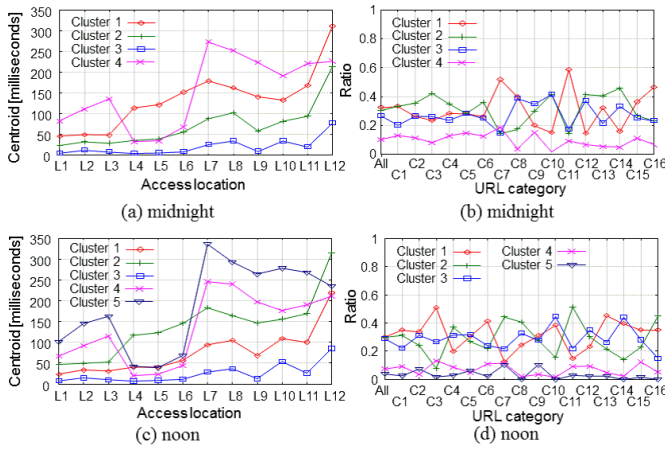 350
300
250
200
150
100
50
0
Centroid [milliseconds]
Cluster 1
Cluster 2
Cluster 3
Cluster 4
L1 L2 L3 L4 L5 L6 L7 L8 L9 L10 L11 L12
Access location
(a) midnight
1
0.8
0.6
0.4
0.2
0
Ratio
Cluster 1
Cluster 2
Cluster 3
Cluster 4
All C2 C4 C6 C8 C10 C12 C14 C16
C1 C3 C5 C7 C9 C11 C13 C15
URL category
(b) midnight
350
300
250
200
150
100
50
0
Centroid [milliseconds]
Cluster 1
Cluster 2
Cluster 3
Cluster 4
Cluster 5
L1 L2 L3 L4 L5 L6 L7 L8 L9 L10 L11 L12
Access location
(c) noon
1
0.8
0.6
0.4
0.2
0
Ratio
Cluster 1 Cluster 4
Cluster 2 Cluster 5
Cluster 3
All C2 C4 C6 C8 C10 C12 C14 C16
C1 C3 C5 C7 C9 C11 C13 C15
URL category
(d) noon